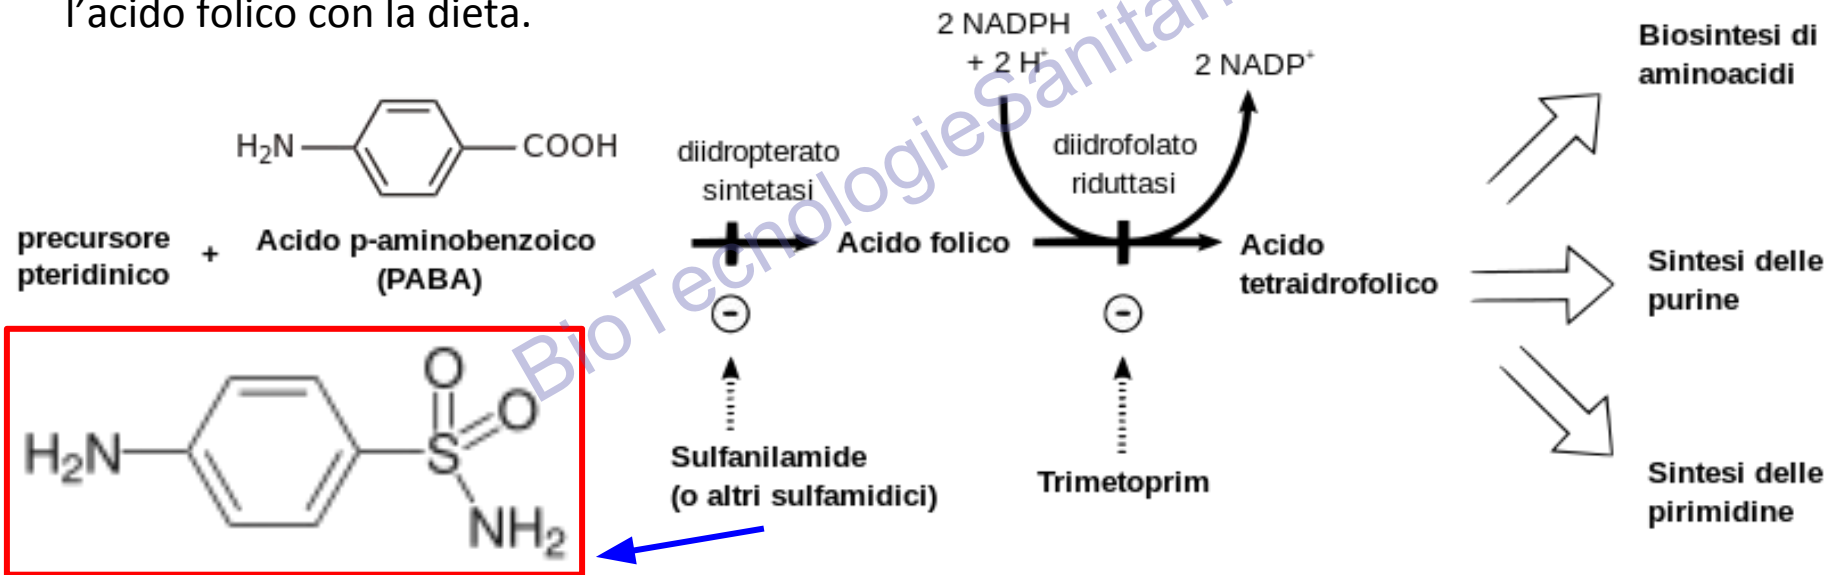 l'acido folico con la dieta.
2 NADPH
+ 2 H+
2 NADP+
Biosintesi di
aminoacidi
H2N
COOH
diidropterato
sintetasi
diidrofolato
riduttasi
precursore
pteridinico
+
Acido p-aminobenzoico
(PABA)
Acido folico
Acido
tetraidrofolico
Sintesi delle
purine
-
-
H2N
S
O
O
NH2
Sulfanilamide
(o altri sulfamidici)
Trimetoprim
Sintesi delle
pirimidine